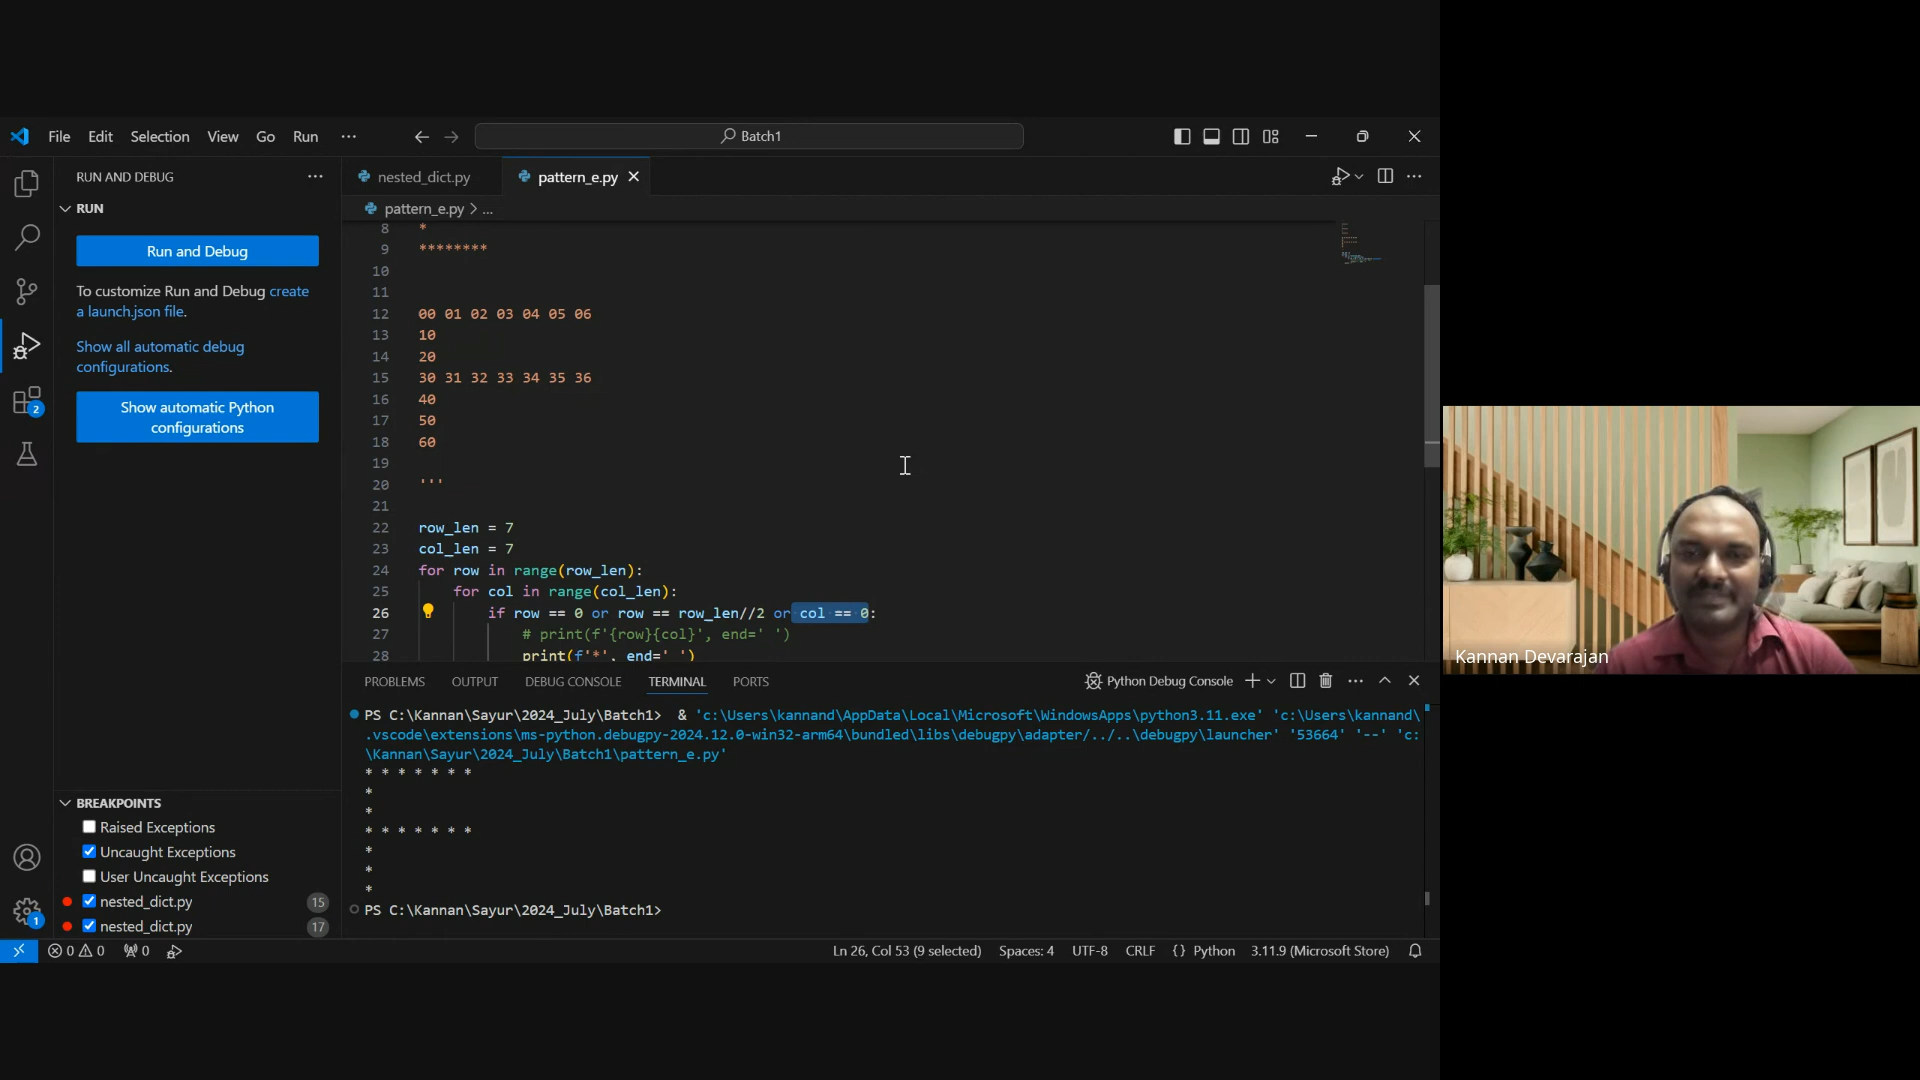 File Edit Selection View Go Run ··· Batch1
RUN AND DEBUG ···
RUN
Run and Debug
To customize Run and Debug create
a launch.json file.
Show all automatic debug
configurations.
Show automatic Python
configurations
2
nested_dict.py pattern_e.py
pattern_e.py > ...
8 *
9 ********
10
11
12 00 01 02 03 04 05 06
13 10
14 20
15 30 31 32 33 34 35 36
16 40
17 50
18 60
19
20 '''
21
22 row_len = 7
23 col_len = 7
24 for row in range(row_len):
25 for col in range(col_len):
26 if row == 0 or row == row_len//2 or col == 0:
27 # print(f'{row}{col}', end=' ')
28 print(f'*', end=' ')
PROBLEMS OUTPUT DEBUG CONSOLE TERMINAL PORTS Python Debug Console
PS C:\Kannan\Sayur\2024_July\Batch1> & 'c:\Users\kannand\AppData\Local\Microsoft\WindowsApps\python3.11.exe' 'c:\Users\kannand\
.vscode\extensions\ms-python.debugpy-2024.12.0-win32-arm64\bundled\libs\debugpy\adapter/../..\debugpy\launcher' '53664' '--' 'c:
\Kannan\Sayur\2024_July\Batch1\pattern_e.py'
* * * * * * *
*
*
* * * * * * *
*
*
*
PS C:\Kannan\Sayur\2024_July\Batch1>
BREAKPOINTS
Raised Exceptions
Uncaught Exceptions
User Uncaught Exceptions
nested_dict.py 15
nested_dict.py 17
1
0 0 0 Ln 26, Col 53 (9 selected) Spaces: 4 UTF-8 CRLF {} Python 3.11.9 (Microsoft Store)
Kannan Devarajan